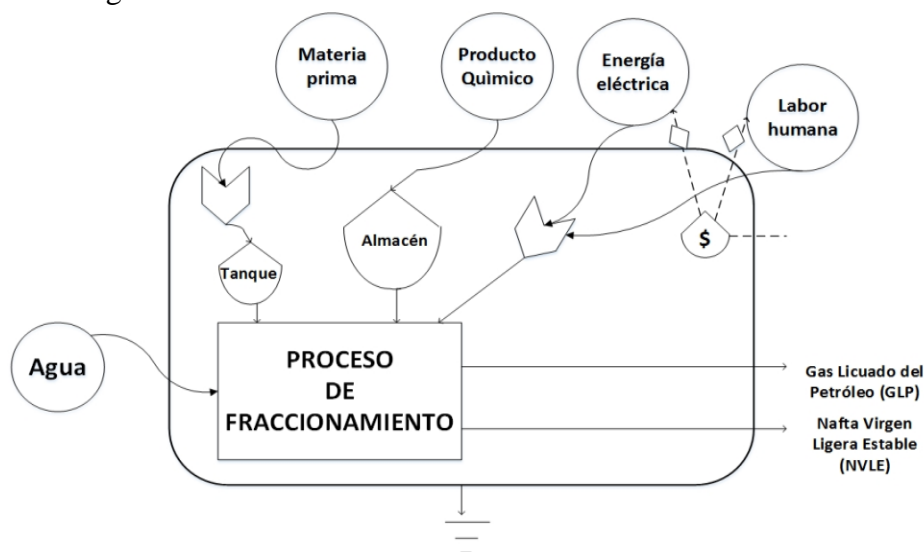 Materia
prima
Producto
Quìmico
Energía
eléctrica
Labor
humana
Tanque
Almacén
$
Agua
PROCESO
DE
FRACCIONAMIENTO
Gas Licuado del
Petróleo (GLP)
Nafta Virgen
Ligera Estable
(NVLE)